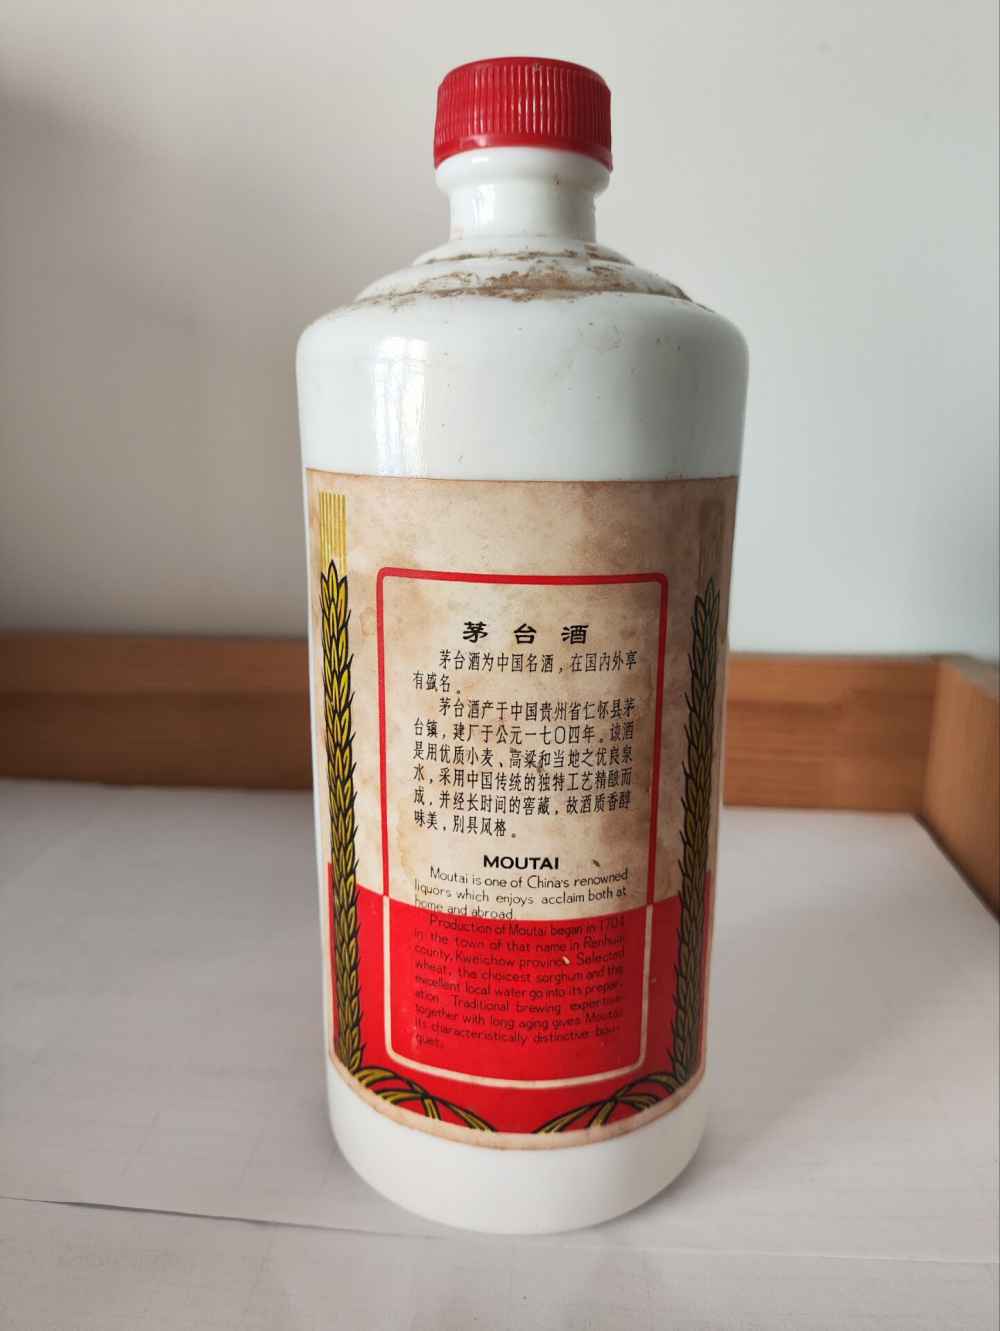 茅台酒
茅台酒为中国名酒，在国内外享
有盛名。
茅台酒产于中国贵州省仁怀县茅
台镇，建厂于公元一七〇四年。该酒
是用优质小麦、高粱和当地之优良泉
水，采用中国传统的独特工艺精酿而
成，并经长时间的窖藏，故酒质香醇
味美，别具风格。
MOUTAI
Moutai is one of China's renowned
liquors which enjoys acclaim both at
home and abroad.
Production of Moutai began in 1704
in the town of that name in Renhuai
county, Kweichow province. Selected
wheat, the choicest sorghum and the
excellent local water go into its prepar-
ation. Traditional brewing expertise
together with long aging gives Moutai
its characteristically distinctive bou-
quet.